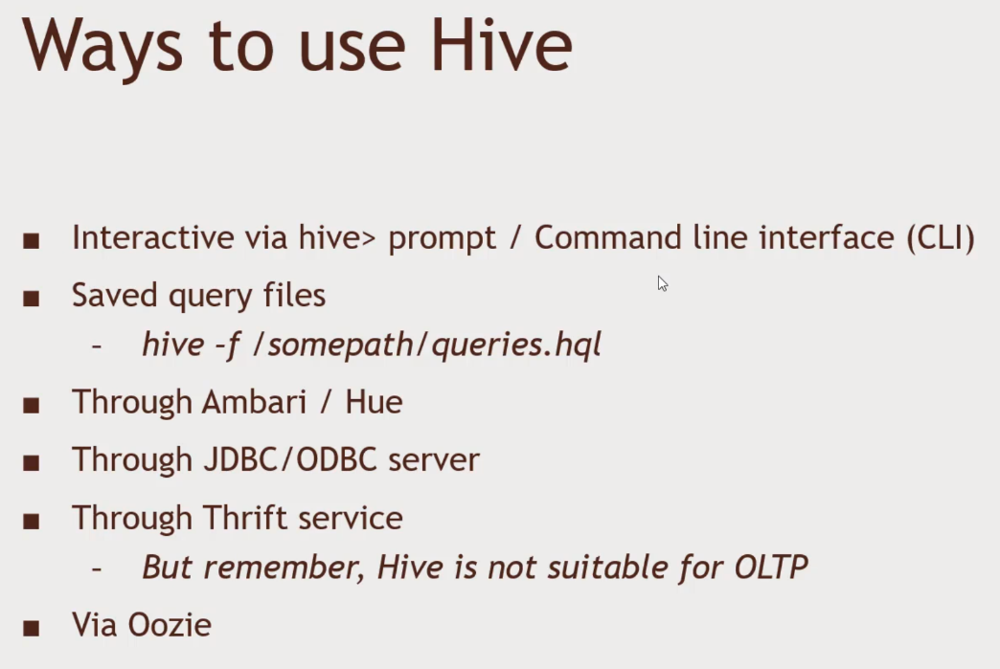 Ways to use Hive
■ Interactive via hive> prompt / Command line interface (CLI)
■ Saved query files
– hive –f /somepath/queries.hql
■ Through Ambari / Hue
■ Through JDBC/ODBC server
■ Through Thrift service
– But remember, Hive is not suitable for OLTP
■ Via Oozie